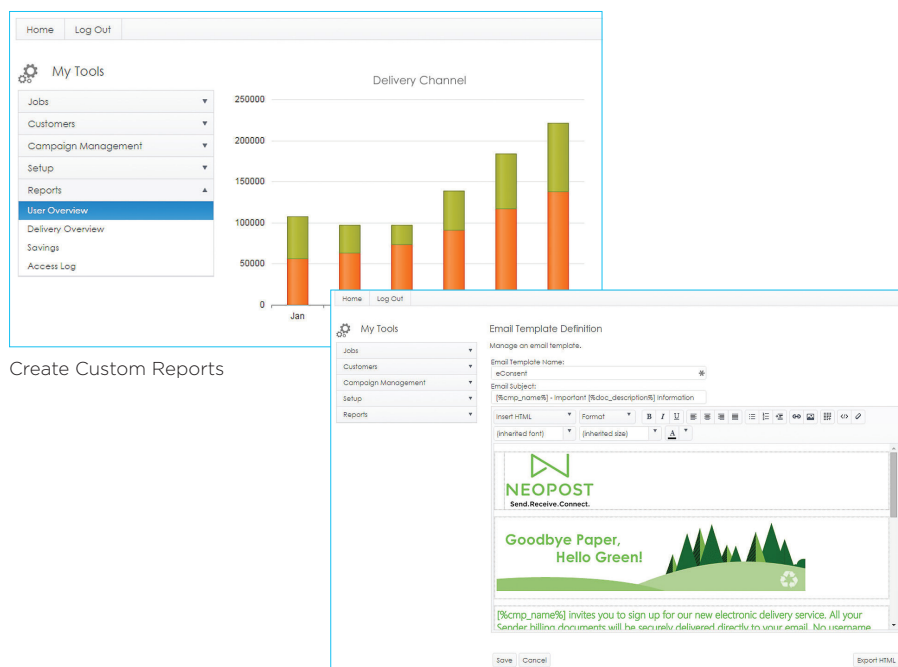 Home Log Out
My Tools
Jobs
Customers
Campaign Management
Setup
Reports
User Overview
Delivery Overview
Savings
Access Log
Delivery Channel
250000
200000
150000
100000
50000
0
Jan
Create Custom Reports
Home Log Out
My Tools
Jobs
Customers
Campaign Management
Setup
Reports
Email Template Definition
Manage an email template.
Email Template Name:
eConsent
Email Subject:
[%cmp_name%] - Important [%doc_description%] Information
Insert HTML Format B I U
(inherited font) (inherited size) A
NEOPOST
Send.Receive.Connect.
Goodbye Paper,
Hello Green!
[%cmp_name%] invites you to sign up for our new electronic delivery service. All your
Sender billing documents will be securely delivered directly to your email. No username
Save Cancel Export HTML